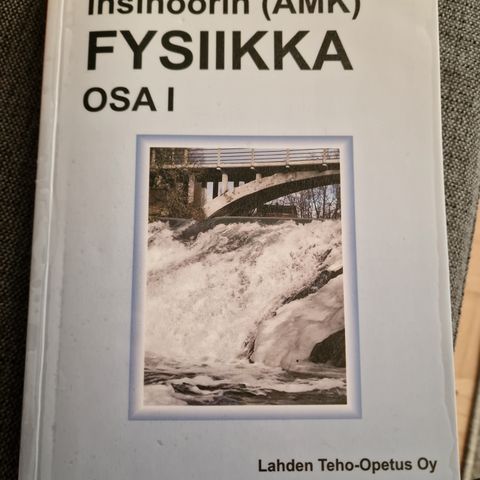 Insinöörin (AMK)
FYSIIKKA
OSA I
Lahden Teho-Opetus Oy